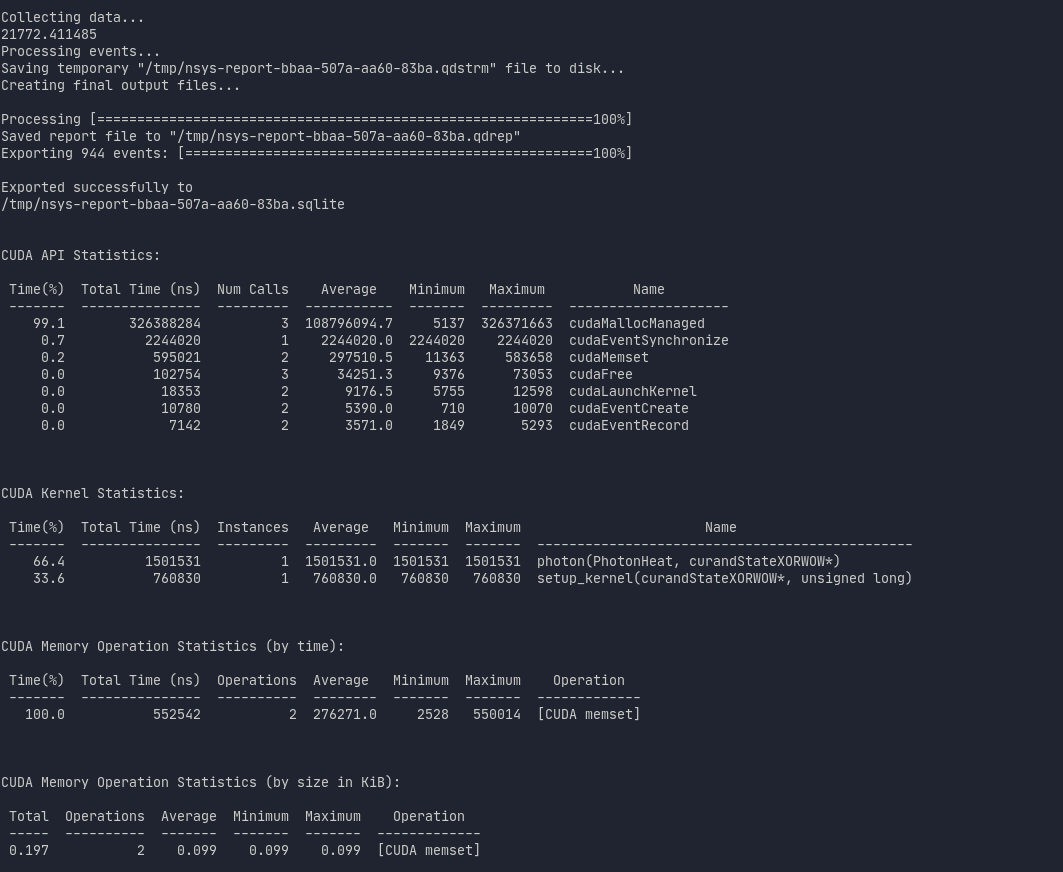 Collecting data...
21772.411485
Processing events...
Saving temporary "/tmp/nsys-report-bbaa-507a-aa60-83ba.qdstrm" file to disk...
Creating final output files...
Processing [==============================================================100%]
Saved report file to "/tmp/nsys-report-bbaa-507a-aa60-83ba.qdrep"
Exporting 944 events: [===================================================100%]
Exported successfully to
/tmp/nsys-report-bbaa-507a-aa60-83ba.sqlite
CUDA API Statistics:
 Time(%)  Total Time (ns)  Num Calls    Average    Minimum   Maximum           Name
 -------  ---------------  ---------  -----------  -------  ---------  --------------------
    99.1        326388284          3  108796094.7     5137  326371663  cudaMallocManaged
     0.7          2244020          1    2244020.0  2244020    2244020  cudaEventSynchronize
     0.2           595021          2     297510.5    11363     583658  cudaMemset
     0.0           102754          3      34251.3     9376      73053  cudaFree
     0.0            18353          2       9176.5     5755      12598  cudaLaunchKernel
     0.0            10780          2       5390.0      710      10070  cudaEventCreate
     0.0             7142          2       3571.0     1849       5293  cudaEventRecord
CUDA Kernel Statistics:
 Time(%)  Total Time (ns)  Instances   Average   Minimum  Maximum                       Name
 -------  ---------------  ---------  ---------  -------  -------  -----------------------------------------------
    66.4          1501531          1  1501531.0  1501531  1501531  photon(PhotonHeat, curandStateXORWOW*)
    33.6           760830          1   760830.0   760830   760830  setup_kernel(curandStateXORWOW*, unsigned long)
CUDA Memory Operation Statistics (by time):
 Time(%)  Total Time (ns)  Operations  Average   Minimum  Maximum    Operation
 -------  ---------------  ----------  --------  -------  -------  -------------
   100.0           552542           2  276271.0     2528   550014  [CUDA memset]
CUDA Memory Operation Statistics (by size in KiB):
 Total  Operations  Average  Minimum  Maximum    Operation
 -----  ----------  -------  -------  -------  -------------
 0.197           2    0.099    0.099    0.099  [CUDA memset]